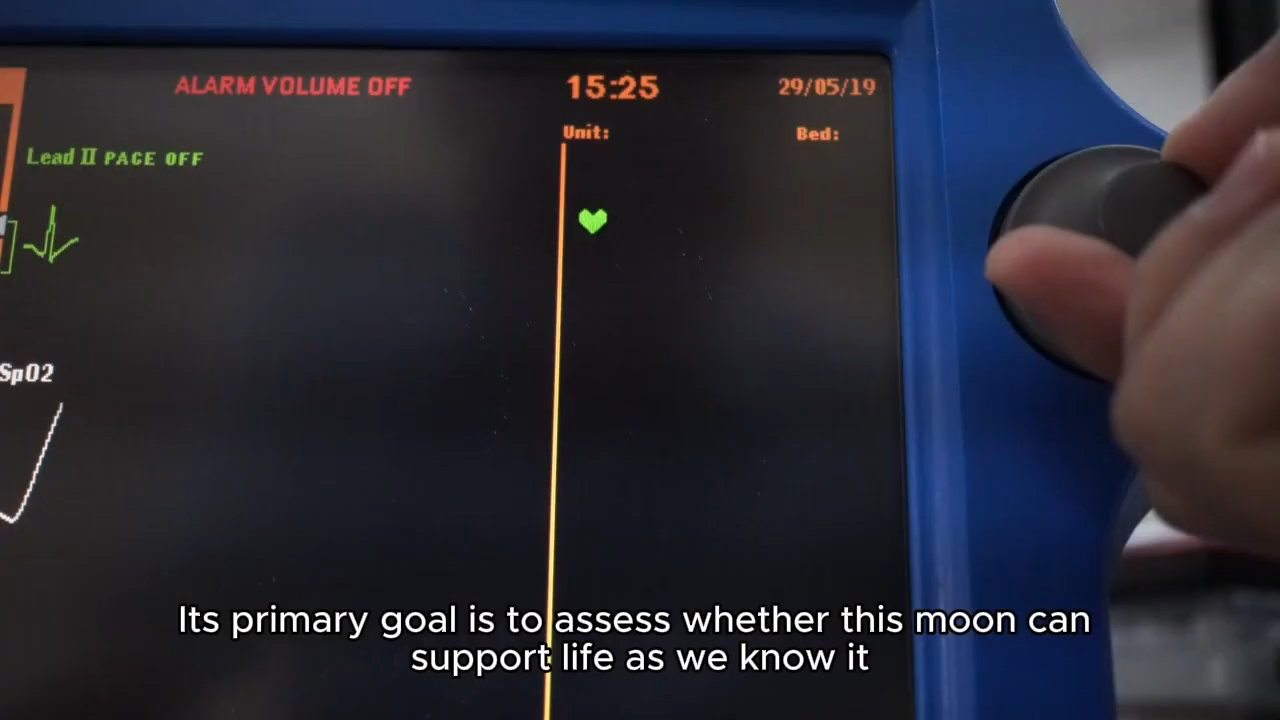 ALARM VOLUME OFF
15:25
29/05/19
Unit:
Bed:
Lead II PACE OFF
SpO2
Its primary goal is to assess whether this moon can
support life as we know it